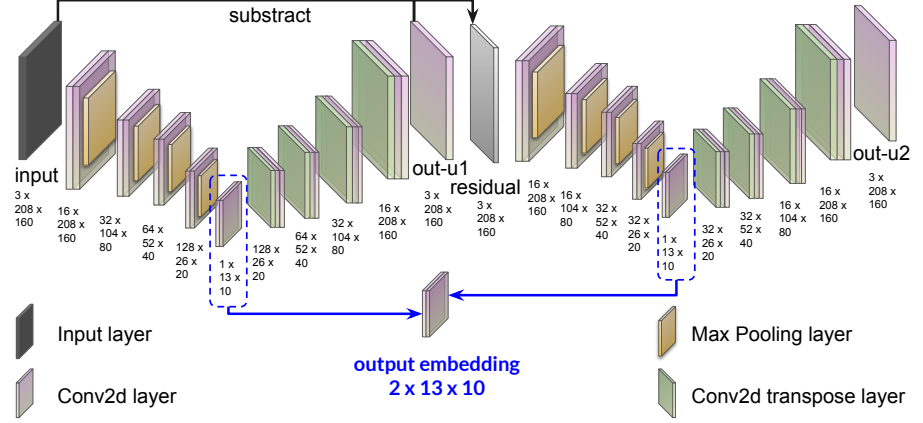 substract
input
3 x
208 x
160
16 x
208 x
160
32 x
104 x
80
64 x
52 x
40
128 x
26 x
20
1 x
13 x
10
128 x
26 x
20
64 x
52 x
40
32 x
104 x
80
16 x
208 x
160
out-u1
3 x
208 x
160
residual
3 x
208 x
160
16 x
208 x
160
16 x
104 x
80
32 x
52 x
40
32 x
26 x
20
1 x
13 x
10
32 x
26 x
20
32 x
52 x
40
16 x
104 x
80
16 x
208 x
160
out-u2
3 x
208 x
160
Input layer
Conv2d layer
output embedding
2 x 13 x 10
Max Pooling layer
Conv2d transpose layer